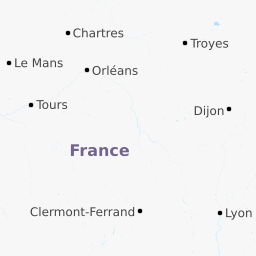 Chartres
Troyes
Le Mans
Orléans
Tours
Dijon
France
Clermont-Ferrand
Lyon